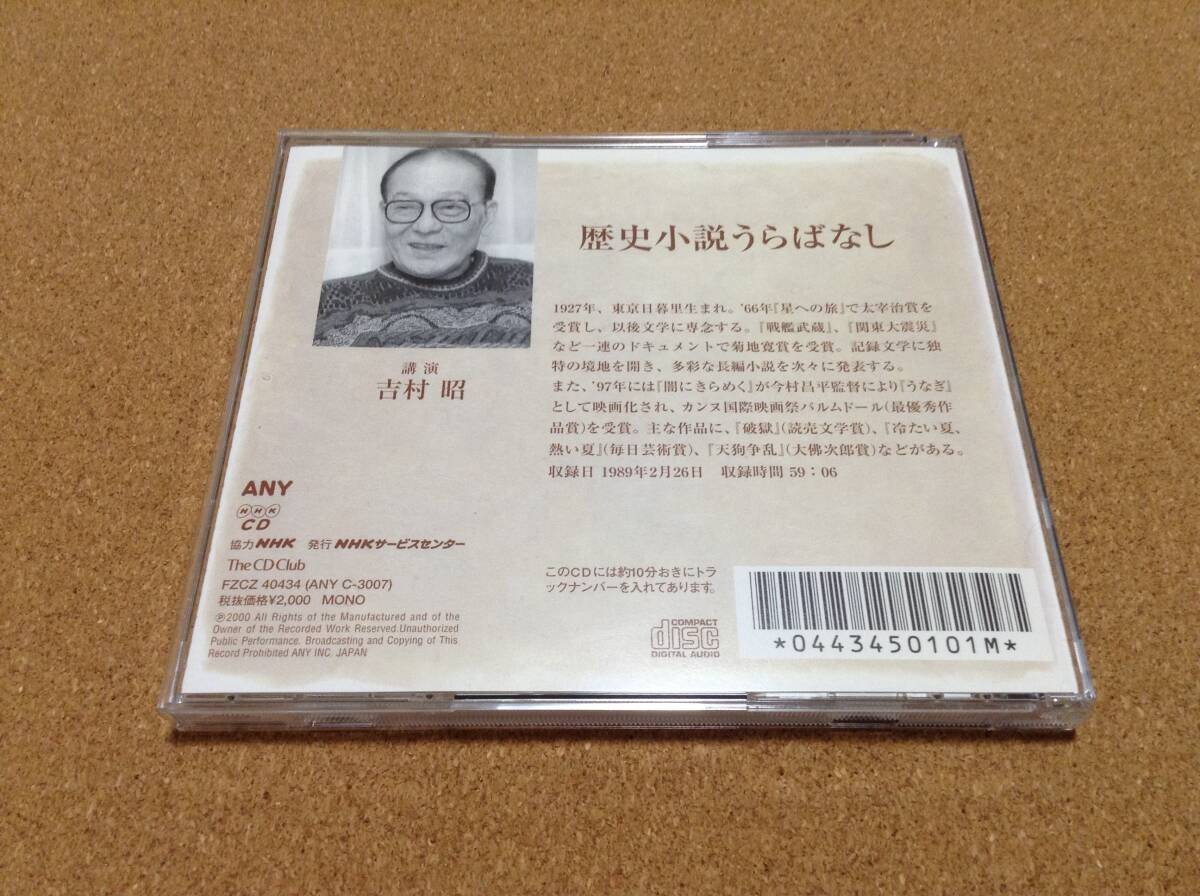 歴史小説うらばなし
講演
吉村 昭
1927年、東京日暮里生まれ。'66年『星への旅』で太宰治賞を
受賞し、以後文学に専念する。『戦艦武蔵』、『関東大震災』
など一連のドキュメントで菊地寛賞を受賞。記録文学に独
特の境地を開き、多彩な長編小説を次々に発表する。
また、'97年には『闇にきらめく』が今村昌平監督により『うなぎ』
として映画化され、カンヌ国際映画祭パルムドール(最優秀作
品賞)を受賞。主な作品に、『破獄』(読売文学賞)、『冷たい夏、
熱い夏』(毎日芸術賞)、『天狗争乱』(大佛次郎賞)などがある。
収録日 1989年2月26日 収録時間 59:06
ANY
NHK
CD
協力 NHK 発行 NHKサービスセンター
The CD Club
FZCZ 40434 (ANY C-3007)
税抜価格¥2,000 MONO
℗2000 All Rights of the Manufactured and of the
Owner of the Recorded Work Reserved.Unauthorized
Public Performance. Broadcasting and Copying of This
Record Prohibited ANY INC. JAPAN
このCDには約10分おきにトラ
ックナンバーを入れてあります。
COMPACT
disc
DIGITAL AUDIO
*0443450101M*